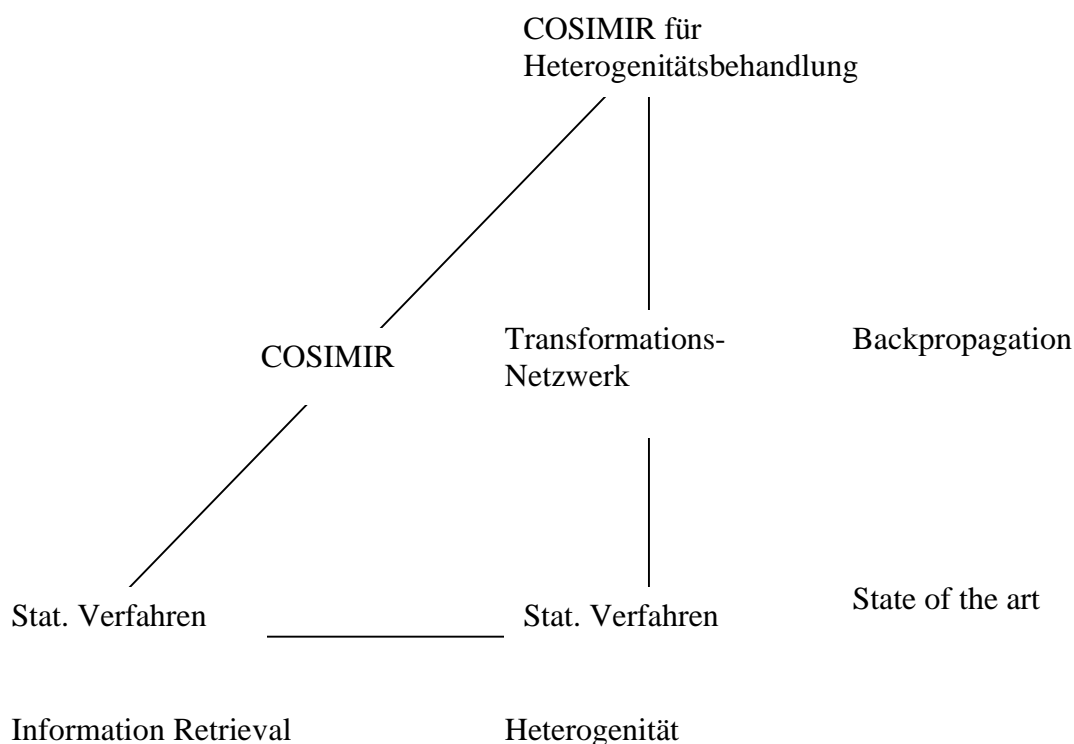 COSIMIR für
Heterogenitätsbehandlung
COSIMIR
Transformations-
Netzwerk
Backpropagation
Stat. Verfahren
Stat. Verfahren
State of the art
Information Retrieval
Heterogenität